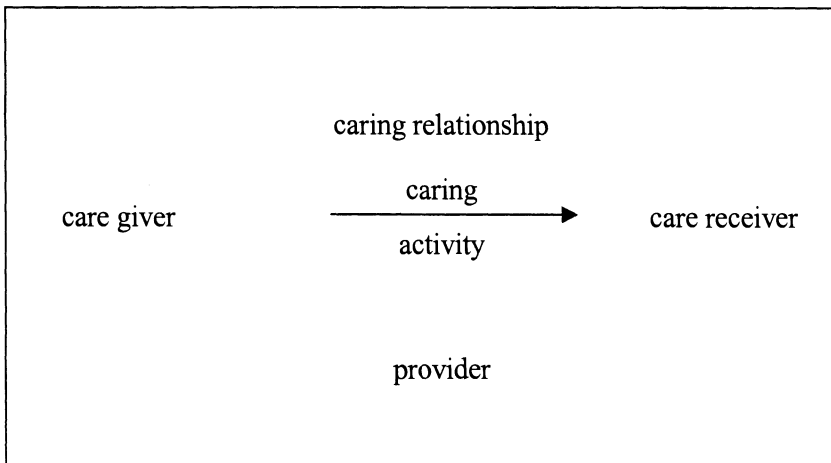 caring relationship
caring
care giver
care receiver
activity
provider